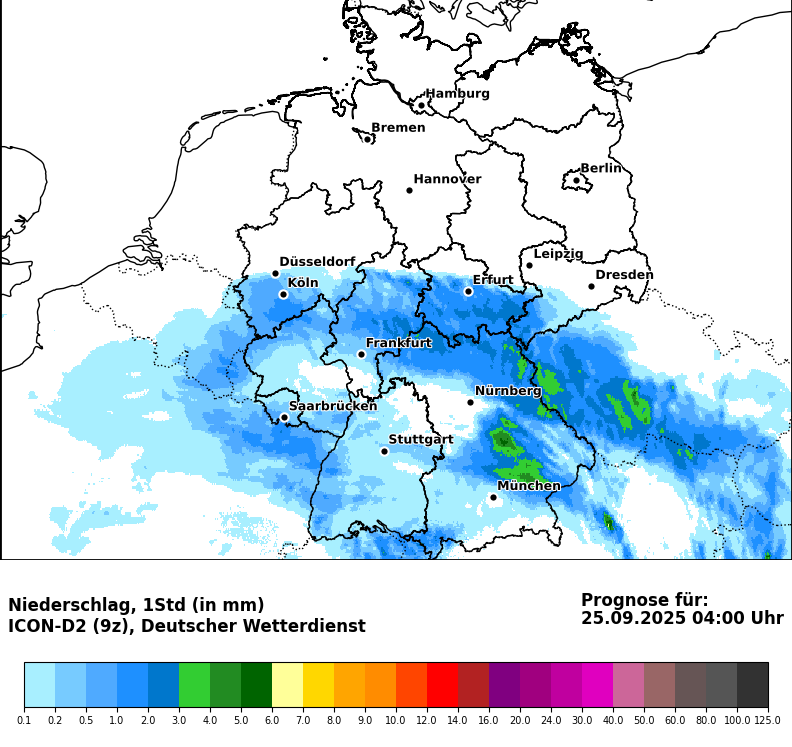 Hamburg
Bremen
Berlin
Hannover
Leipzig
Düsseldorf
Dresden
Köln
Erfurt
Frankfurt
Nürnberg
Saarbrücken
Stuttgart
München
Niederschlag, 1Std (in mm)
ICON-D2 (9z), Deutscher Wetterdienst
Prognose für:
25.09.2025 04:00 Uhr
0.1 0.2 0.5 1.0 2.0 3.0 4.0 5.0 6.0 7.0 8.0 9.0 10.0 12.0 14.0 16.0 20.0 24.0 30.0 40.0 50.0 60.0 80.0 100.0 125.0